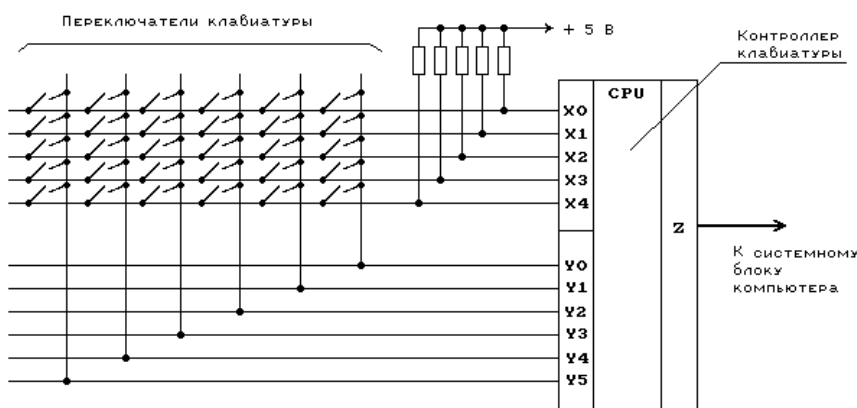 Переключатели клавиатуры
+ 5 В
Контроллер
клавиатуры
CPU
X0
X1
X2
X3
X4
Z
Y0
Y1
Y2
Y3
Y4
Y5
К системному
блоку
компьютера